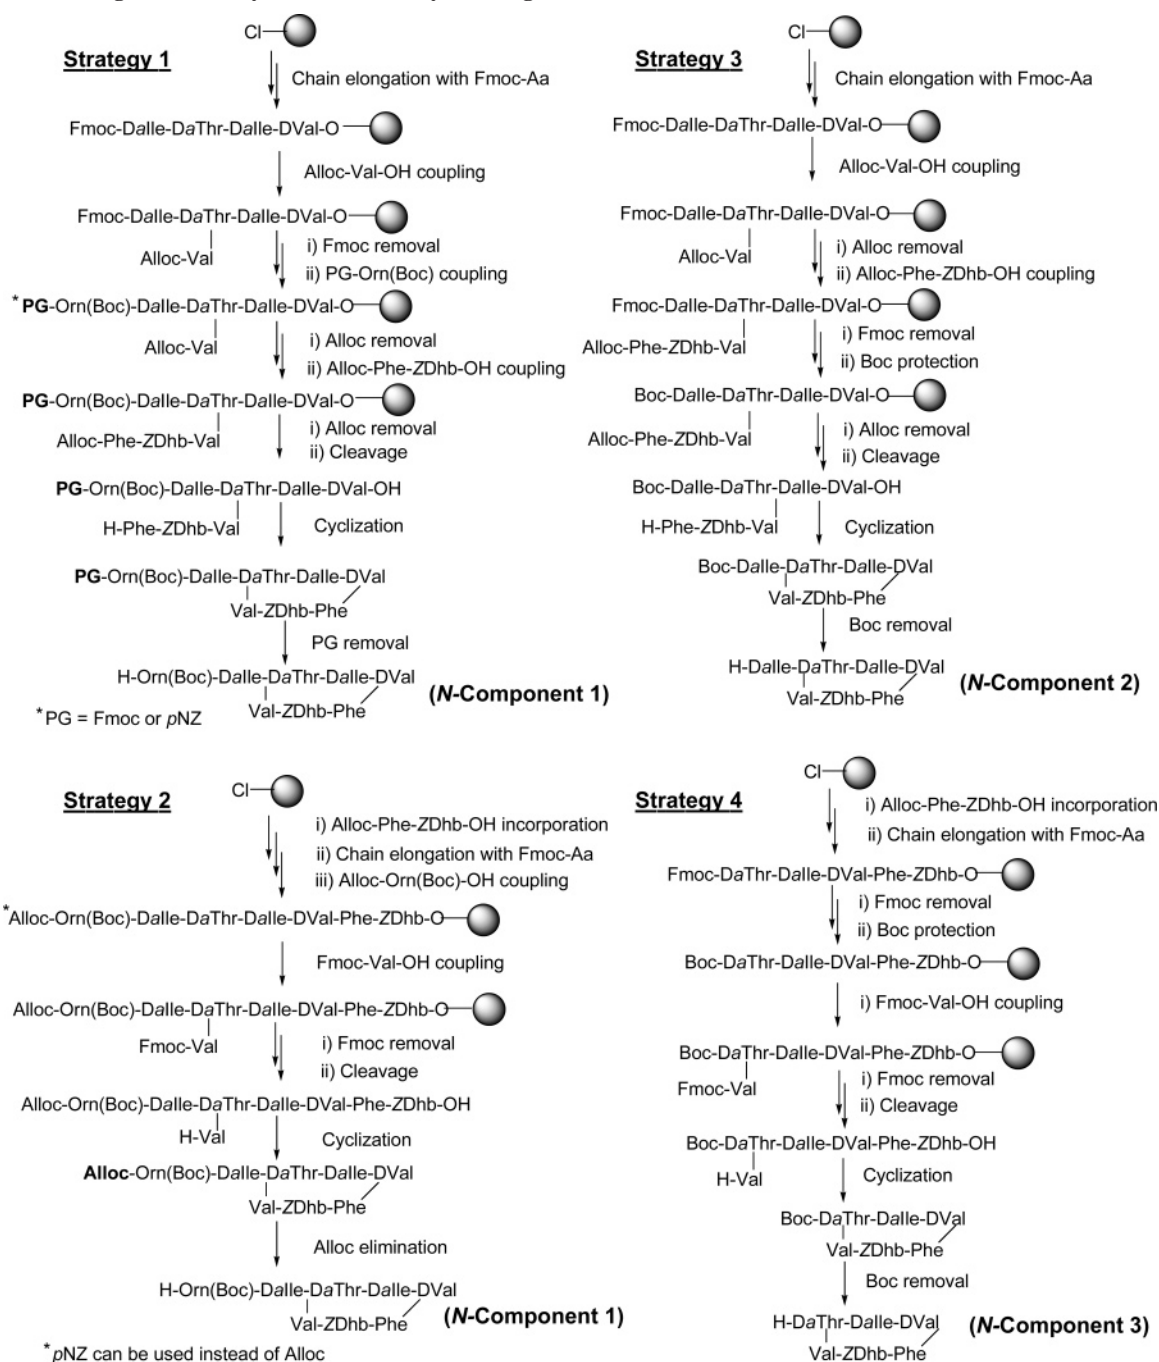 Strategy 1
Cl
Chain elongation with Fmoc-Aa
Fmoc-DaIle-DaThr-DaIle-DVal-O
Alloc-Val-OH coupling
Fmoc-DaIle-DaThr-DaIle-DVal-O
Alloc-Val
i) Fmoc removal
ii) PG-Orn(Boc) coupling
*PG-Orn(Boc)-DaIle-DaThr-DaIle-DVal-O
Alloc-Val
i) Alloc removal
ii) Alloc-Phe-ZDhb-OH coupling
PG-Orn(Boc)-DaIle-DaThr-DaIle-DVal-O
Alloc-Phe-ZDhb-Val
i) Alloc removal
ii) Cleavage
PG-Orn(Boc)-DaIle-DaThr-DaIle-DVal-OH
H-Phe-ZDhb-Val
Cyclization
PG-Orn(Boc)-DaIle-DaThr-DaIle-DVal
Val-ZDhb-Phe
PG removal
H-Orn(Boc)-DaIle-DaThr-DaIle-DVal
Val-ZDhb-Phe
(N-Component 1)
*PG = Fmoc or pNZ
Strategy 3
Cl
Chain elongation with Fmoc-Aa
Fmoc-DaIle-DaThr-DaIle-DVal-O
Alloc-Val-OH coupling
Fmoc-DaIle-DaThr-DaIle-DVal-O
Alloc-Val
i) Alloc removal
ii) Alloc-Phe-ZDhb-OH coupling
Fmoc-DaIle-DaThr-DaIle-DVal-O
Alloc-Phe-ZDhb-Val
i) Fmoc removal
ii) Boc protection
Boc-DaIle-DaThr-DaIle-DVal-O
Alloc-Phe-ZDhb-Val
i) Alloc removal
ii) Cleavage
Boc-DaIle-DaThr-DaIle-DVal-OH
H-Phe-ZDhb-Val
Cyclization
Boc-DaIle-DaThr-DaIle-DVal
Val-ZDhb-Phe
Boc removal
H-DaIle-DaThr-DaIle-DVal
Val-ZDhb-Phe
(N-Component 2)
Strategy 2
Cl
i) Alloc-Phe-ZDhb-OH incorporation
ii) Chain elongation with Fmoc-Aa
iii) Alloc-Orn(Boc)-OH coupling
*Alloc-Orn(Boc)-DaIle-DaThr-DaIle-DVal-Phe-ZDhb-O
Fmoc-Val-OH coupling
Alloc-Orn(Boc)-DaIle-DaThr-DaIle-DVal-Phe-ZDhb-O
Fmoc-Val
i) Fmoc removal
ii) Cleavage
Alloc-Orn(Boc)-DaIle-DaThr-DaIle-DVal-Phe-ZDhb-OH
H-Val
Cyclization
Alloc-Orn(Boc)-DaIle-DaThr-DaIle-DVal
Val-ZDhb-Phe
Alloc elimination
H-Orn(Boc)-DaIle-DaThr-DaIle-DVal
Val-ZDhb-Phe
(N-Component 1)
*pNZ can be used instead of Alloc
Strategy 4
Cl
i) Alloc-Phe-ZDhb-OH incorporation
ii) Chain elongation with Fmoc-Aa
Fmoc-DaThr-DaIle-DVal-Phe-ZDhb-O
i) Fmoc removal
ii) Boc protection
Boc-DaThr-DaIle-DVal-Phe-ZDhb-O
i) Fmoc-Val-OH coupling
Boc-DaThr-DaIle-DVal-Phe-ZDhb-O
Fmoc-Val
i) Fmoc removal
ii) Cleavage
Boc-DaThr-DaIle-DVal-Phe-ZDhb-OH
H-Val
Cyclization
Boc-DaThr-DaIle-DVal
Val-ZDhb-Phe
Boc removal
H-DaThr-DaIle-DVal
Val-ZDhb-Phe
(N-Component 3)